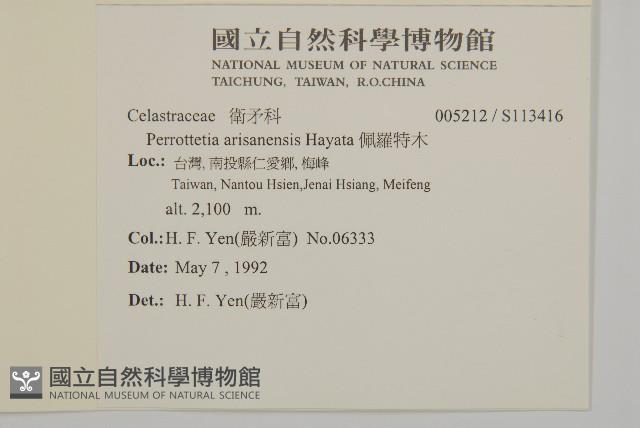 國立自然科學博物館
NATIONAL MUSEUM OF NATURAL SCIENCE
TAICHUNG, TAIWAN, R.O.CHINA
Celastraceae 衛矛科 005212 / S113416
Perrottetia arisanensis Hayata 佩羅特木
Loc.: 台灣, 南投縣仁愛鄉, 梅峰
Taiwan, Nantou Hsien,Jenai Hsiang, Meifeng
alt. 2,100 m.
Col.:H. F. Yen(嚴新富) No.06333
Date: May 7 , 1992
Det.: H. F. Yen(嚴新富)
國立自然科學博物館
NATIONAL MUSEUM OF NATURAL SCIENCE